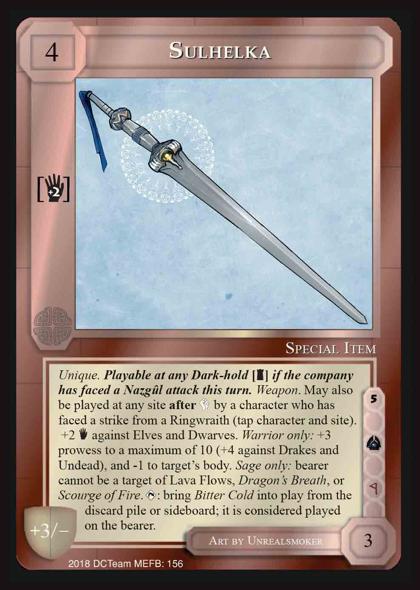 4
SULHELKA
+2
SPECIAL ITEM
Unique. Playable at any Dark-hold [ ] if the company
has faced a Nazgûl attack this turn. Weapon. May also
be played at any site after by a character who has
faced a strike from a Ringwraith (tap character and site).
+2 against Elves and Dwarves. Warrior only: +3
prowess to a maximum of 10 (+4 against Drakes and
Undead), and -1 to target's body. Sage only: bearer
cannot be a target of Lava Flows, Dragon's Breath, or
Scourge of Fire. : bring Bitter Cold into play from the
discard pile or sideboard; it is considered played
on the bearer.
5
+3/–
ART BY UNREALSMOKER
3
2018 DCTeam MEFB: 156